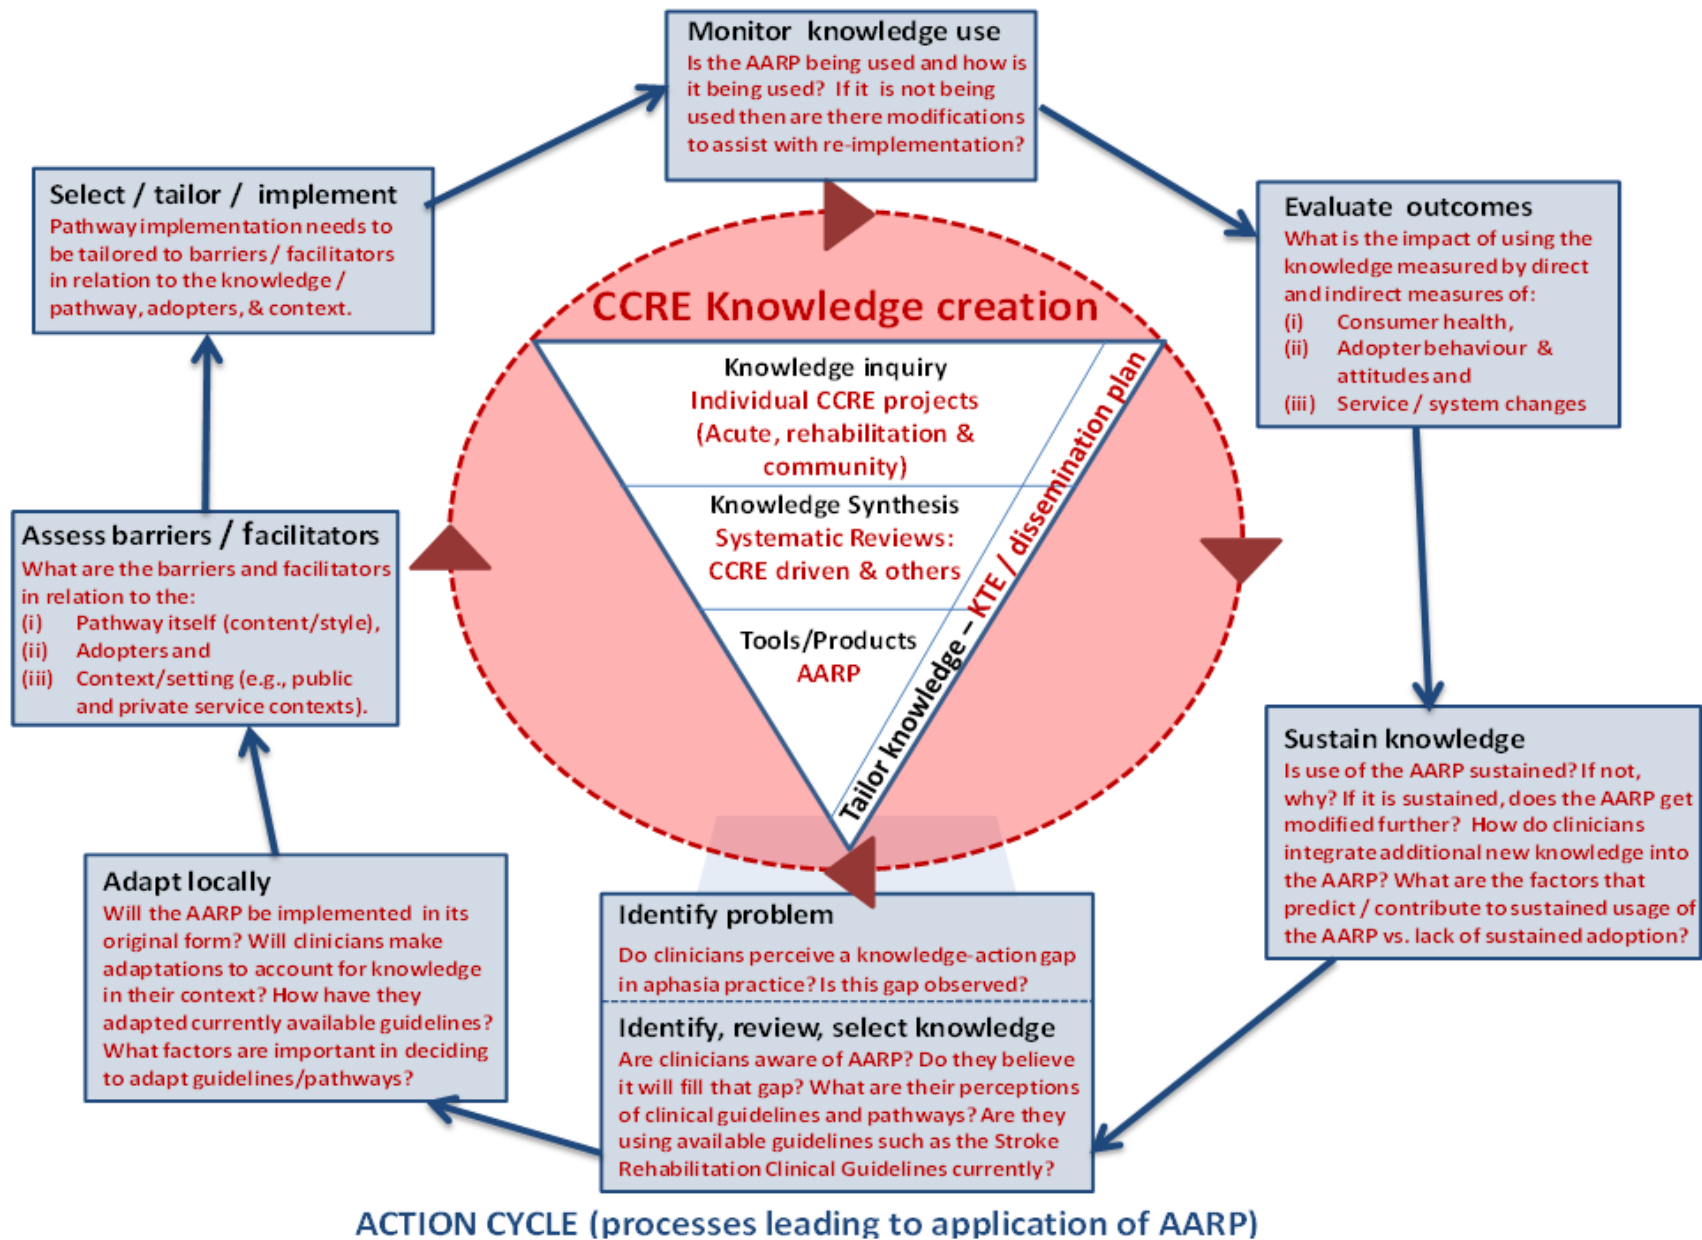 Monitor knowledge use
Is the AARP being used and how is
it being used? If it is not being
used then are there modifications
to assist with re-implementation?
Select / tailor / implement
Pathway implementation needs to
be tailored to barriers / facilitators
in relation to the knowledge /
pathway, adopters, & context.
Evaluate outcomes
What is the impact of using the
knowledge measured by direct
and indirect measures of:
(i) Consumer health,
(ii) Adopter behaviour &
attitudes and
(iii) Service / system changes
CCRE Knowledge creation
Knowledge inquiry
Individual CCRE projects
(Acute, rehabilitation &
community)
Knowledge Synthesis
Systematic Reviews:
CCRE driven & others
Tools/Products
AARP
Tailor knowledge – KTE / dissemination plan
Assess barriers / facilitators
What are the barriers and facilitators
in relation to the:
(i) Pathway itself (content/style),
(ii) Adopters and
(iii) Context/setting (e.g., public
and private service contexts).
Sustain knowledge
Is use of the AARP sustained? If not,
why? If it is sustained, does the AARP get
modified further? How do clinicians
integrate additional new knowledge into
the AARP? What are the factors that
predict / contribute to sustained usage of
the AARP vs. lack of sustained adoption?
Adapt locally
Will the AARP be implemented in its
original form? Will clinicians make
adaptations to account for knowledge
in their context? How have they
adapted currently available guidelines?
What factors are important in deciding
to adapt guidelines/pathways?
Identify problem
Do clinicians perceive a knowledge-action gap
in aphasia practice? Is this gap observed?
Identify, review, select knowledge
Are clinicians aware of AARP? Do they believe
it will fill that gap? What are their perceptions
of clinical guidelines and pathways? Are they
using available guidelines such as the Stroke
Rehabilitation Clinical Guidelines currently?
ACTION CYCLE (processes leading to application of AARP)